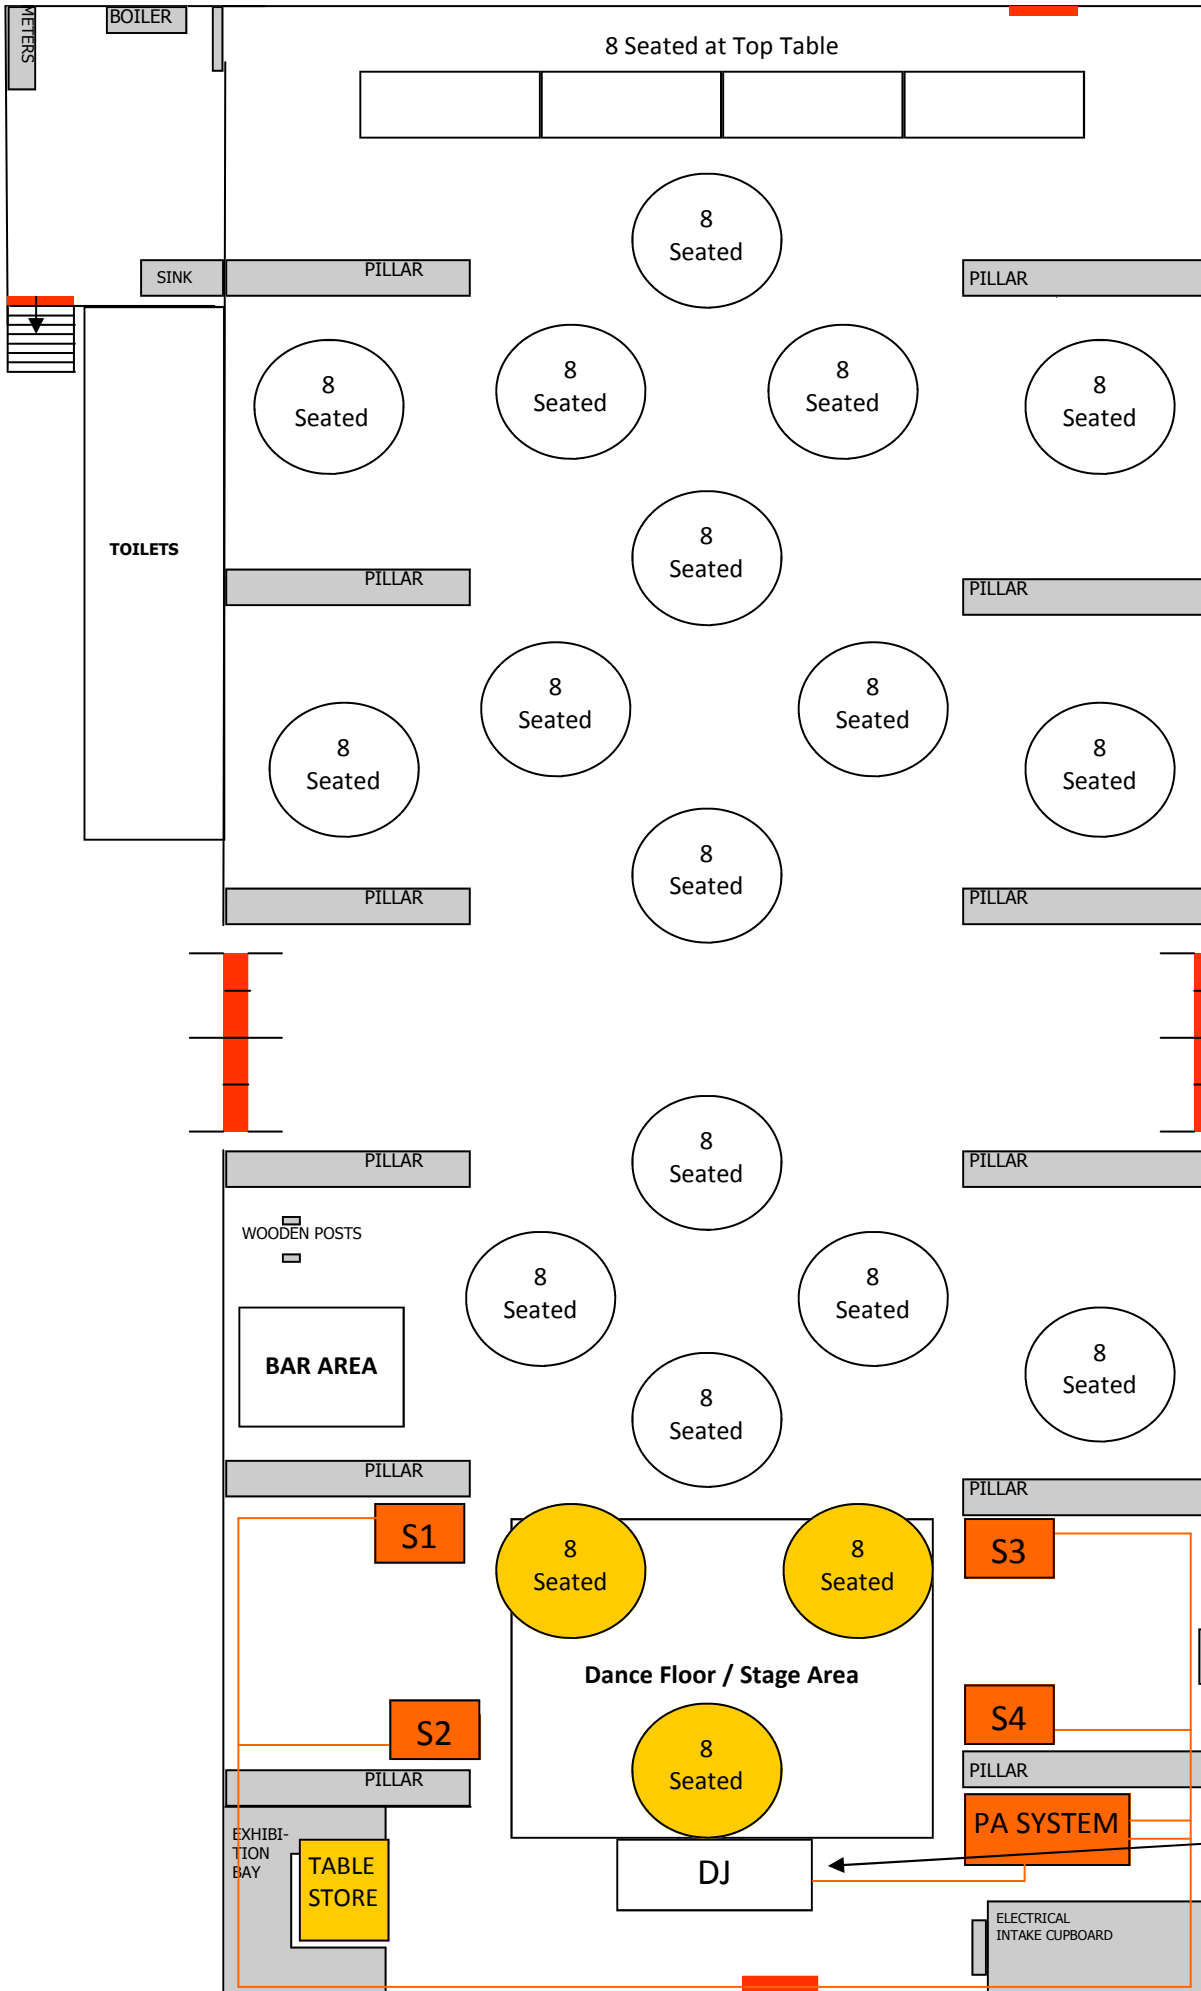 METERS
BOILER
8 Seated at Top Table
8
Seated
SINK
PILLAR
PILLAR
8
Seated
8
Seated
8
Seated
8
Seated
TOILETS
8
Seated
PILLAR
PILLAR
8
Seated
8
Seated
8
Seated
8
Seated
8
Seated
PILLAR
PILLAR
8
Seated
PILLAR
PILLAR
WOODEN POSTS
8
Seated
8
Seated
BAR AREA
8
Seated
8
Seated
PILLAR
PILLAR
S1
8
Seated
8
Seated
S3
Dance Floor / Stage Area
S2
S4
8
Seated
PILLAR
PILLAR
PA SYSTEM
EXHIBI-
TION
BAY
TABLE
STORE
DJ
ELECTRICAL
INTAKE CUPBOARD